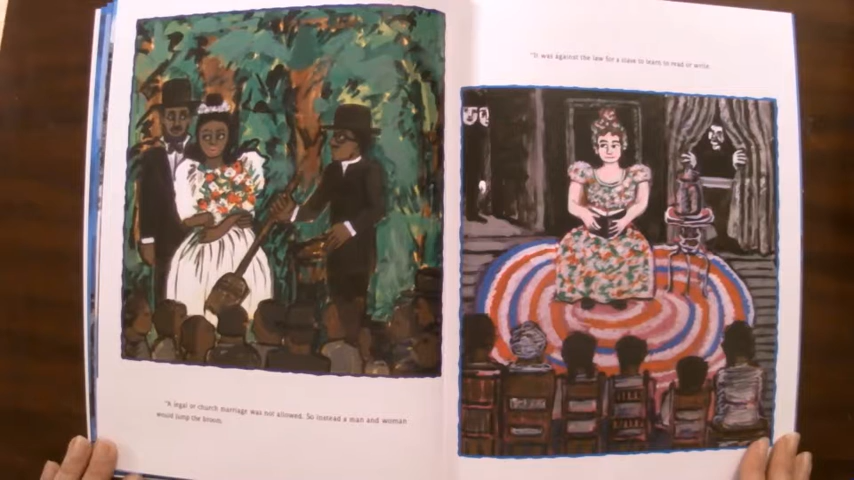 "A legal or church marriage was not allowed. So instead a man and woman
would jump the broom.
"It was against the law for a slave to learn to read or write.